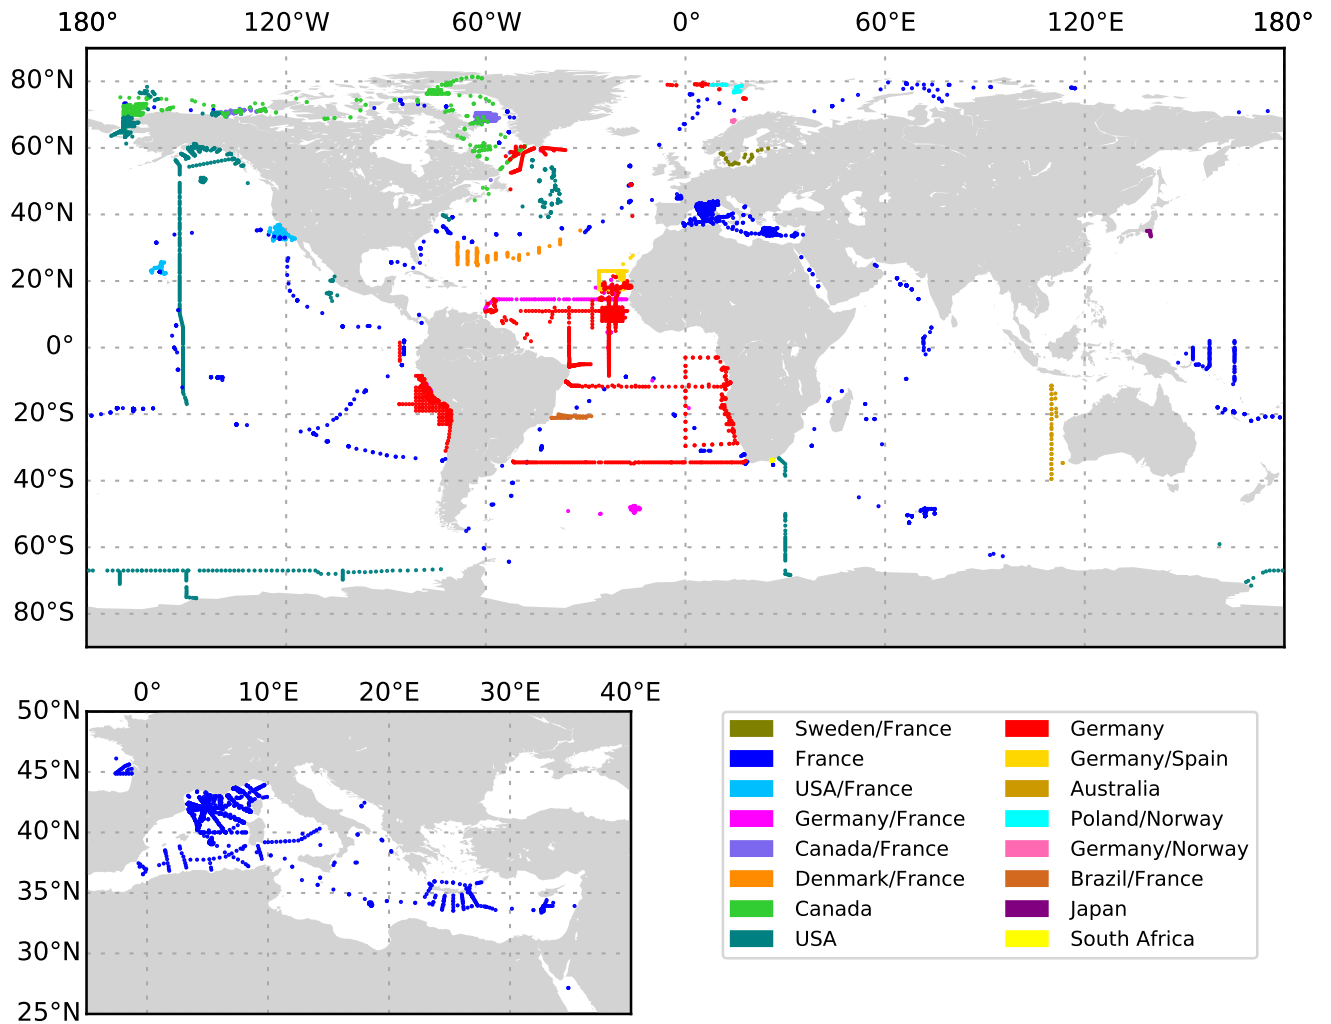 180° 120°W 60°W 0° 60°E 120°E 180°
80°N
60°N
40°N
20°N
0°
20°S
40°S
60°S
80°S
0° 10°E 20°E 30°E 40°E
50°N
45°N
40°N
35°N
30°N
25°N
Sweden/France
France
USA/France
Germany/France
Canada/France
Denmark/France
Canada
USA
Germany
Germany/Spain
Australia
Poland/Norway
Germany/Norway
Brazil/France
Japan
South Africa